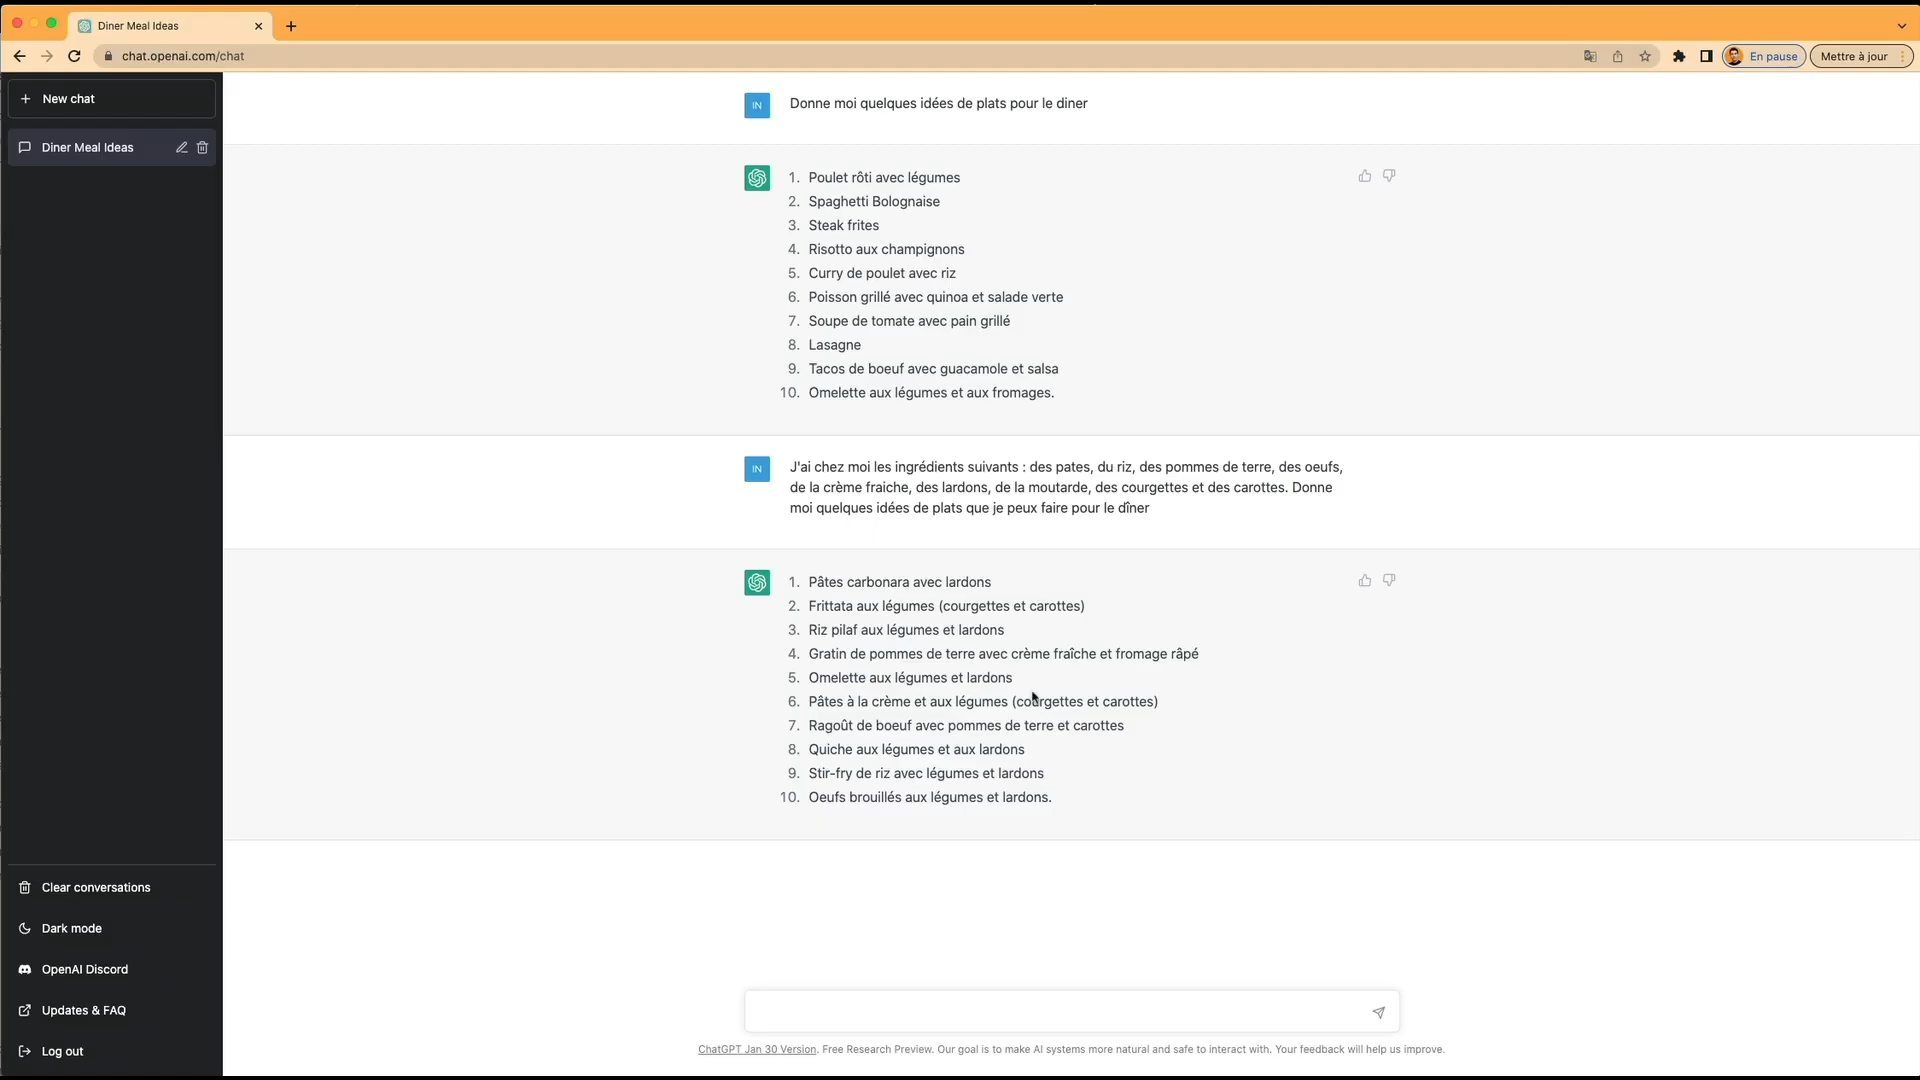 Diner Meal Ideas
chat.openai.com/chat
En pause
Mettre à jour
New chat
Diner Meal Ideas
IN
Donne moi quelques idées de plats pour le diner
1. Poulet rôti avec légumes
2. Spaghetti Bolognaise
3. Steak frites
4. Risotto aux champignons
5. Curry de poulet avec riz
6. Poisson grillé avec quinoa et salade verte
7. Soupe de tomate avec pain grillé
8. Lasagne
9. Tacos de boeuf avec guacamole et salsa
10. Omelette aux légumes et aux fromages.
IN
J'ai chez moi les ingrédients suivants : des pates, du riz, des pommes de terre, des oeufs,
de la crème fraiche, des lardons, de la moutarde, des courgettes et des carottes. Donne
moi quelques idées de plats que je peux faire pour le dîner
1. Pâtes carbonara avec lardons
2. Frittata aux légumes (courgettes et carottes)
3. Riz pilaf aux légumes et lardons
4. Gratin de pommes de terre avec crème fraîche et fromage râpé
5. Omelette aux légumes et lardons
6. Pâtes à la crème et aux légumes (courgettes et carottes)
7. Ragoût de boeuf avec pommes de terre et carottes
8. Quiche aux légumes et aux lardons
9. Stir-fry de riz avec légumes et lardons
10. Oeufs brouillés aux légumes et lardons.
Clear conversations
Dark mode
OpenAI Discord
Updates & FAQ
Log out
ChatGPT Jan 30 Version. Free Research Preview. Our goal is to make AI systems more natural and safe to interact with. Your feedback will help us improve.